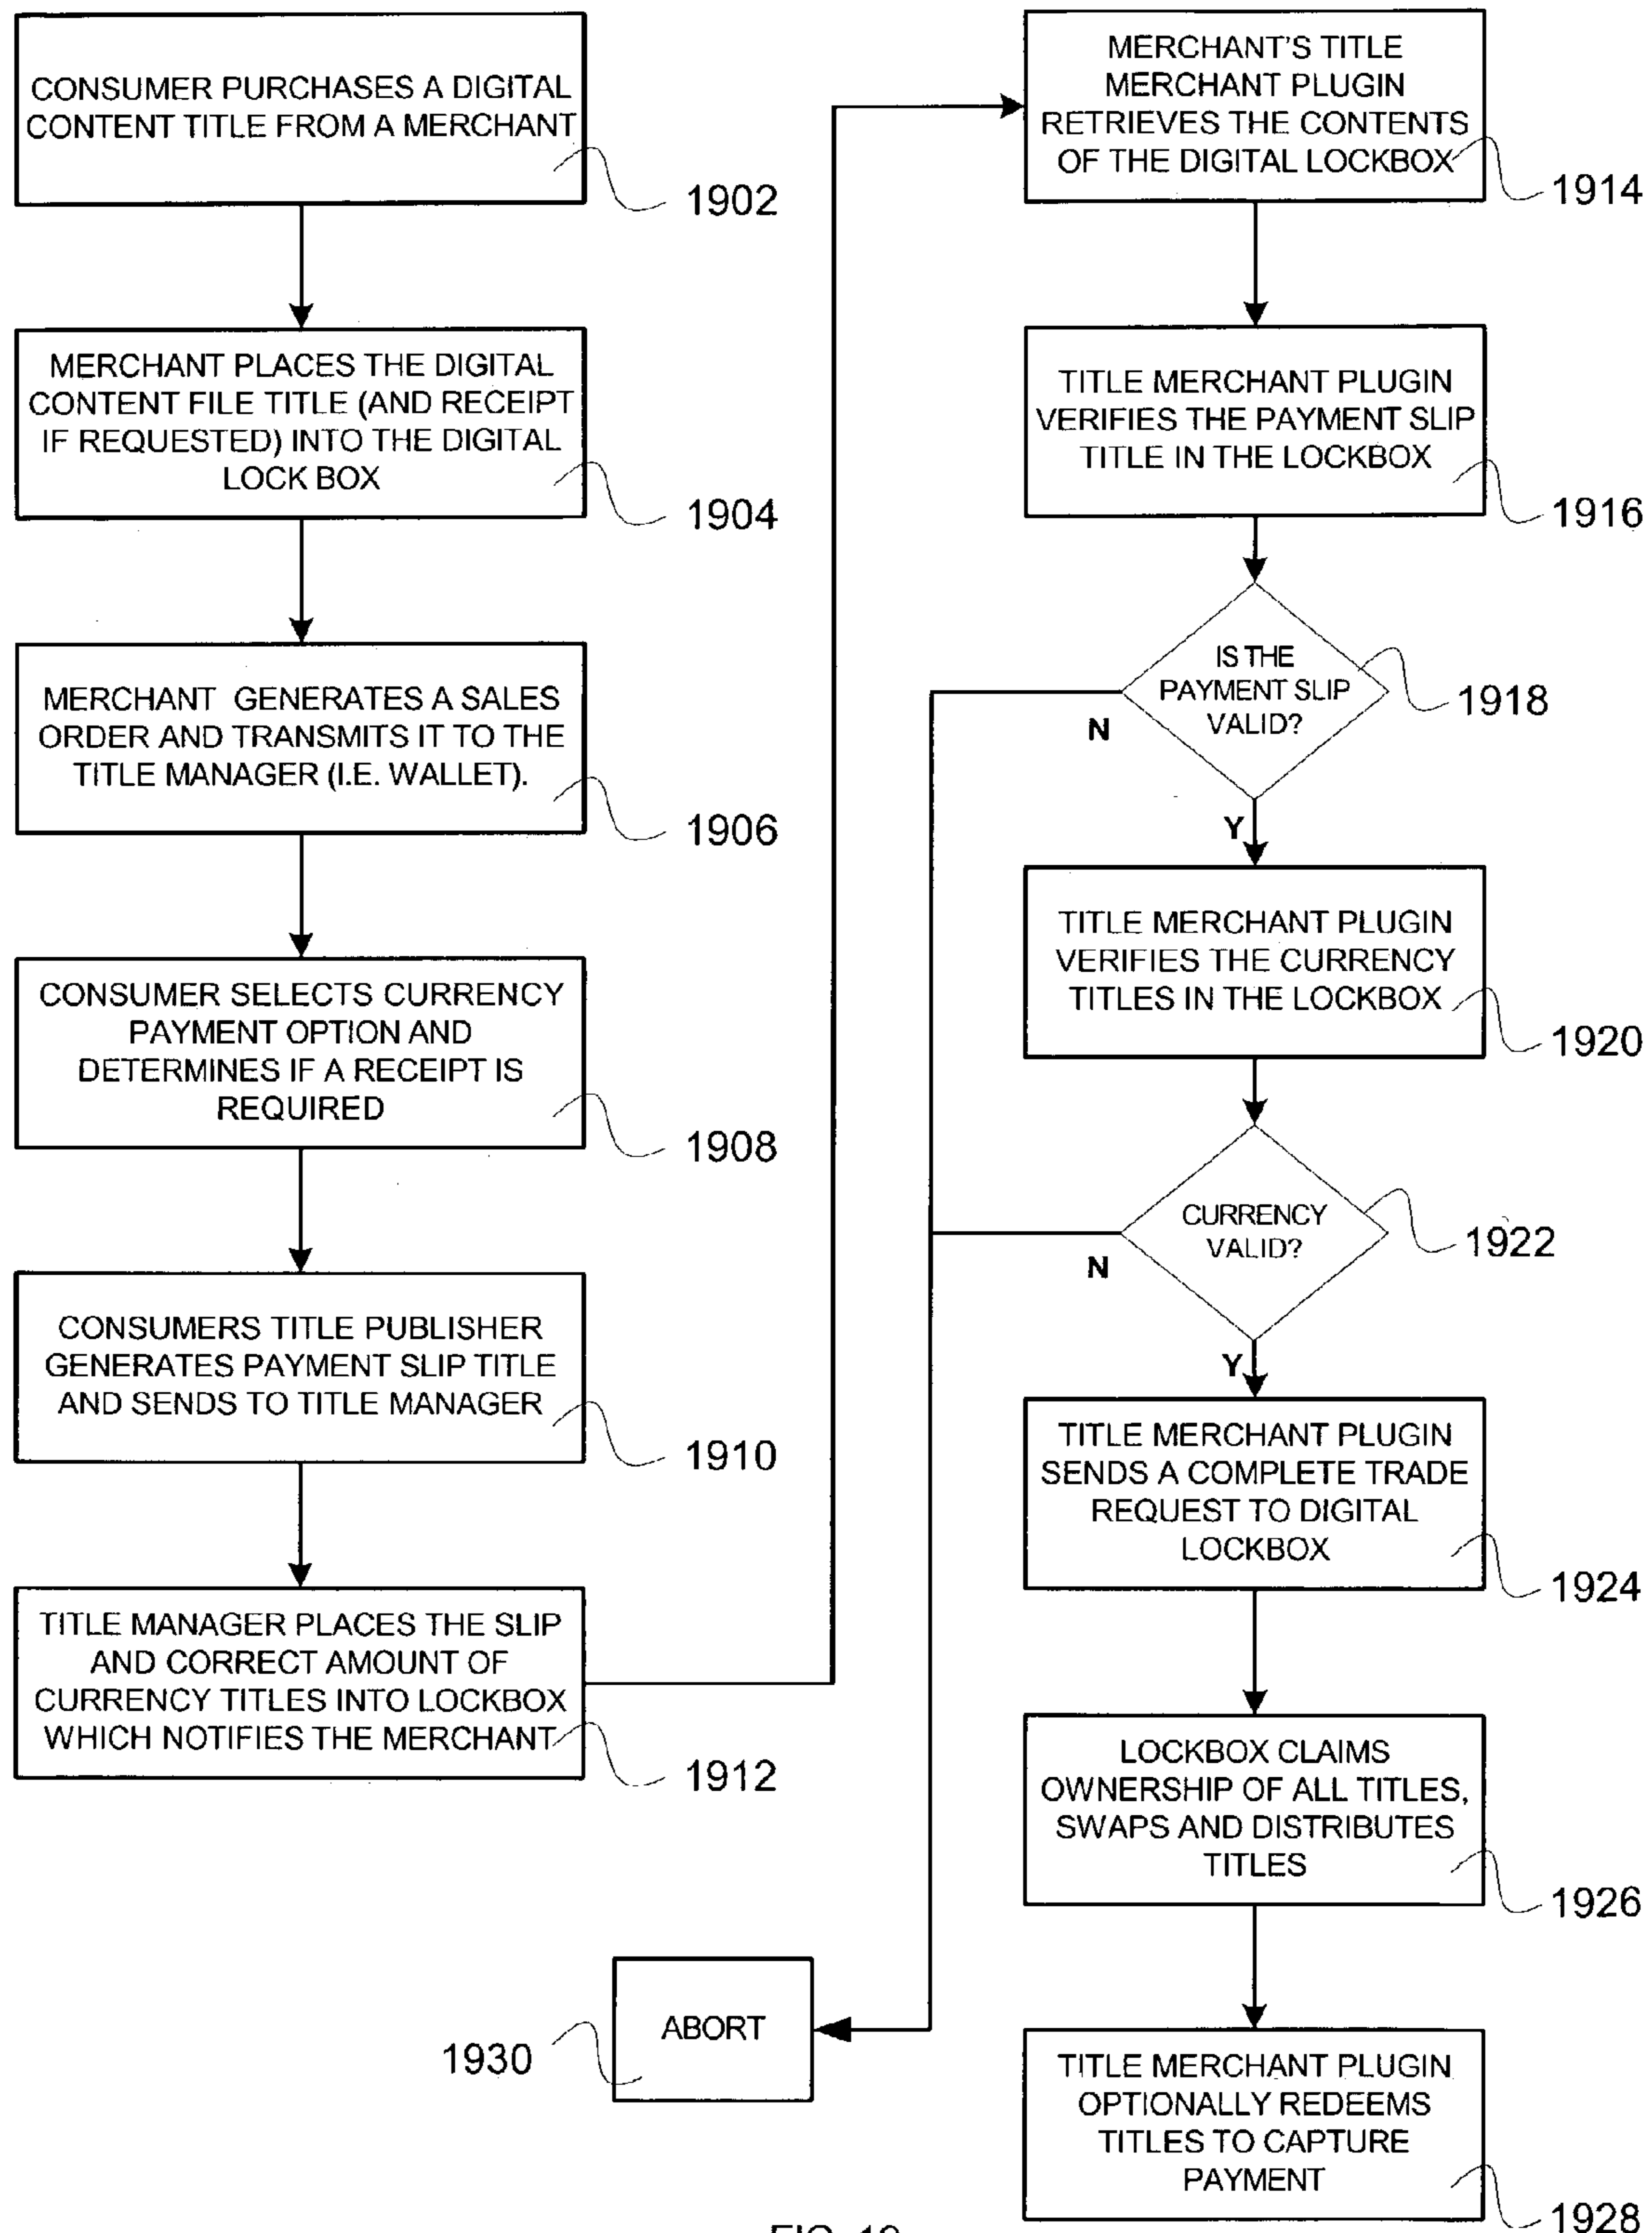 CONSUMER PURCHASES A DIGITAL
CONTENT TITLE FROM A MERCHANT
1902
MERCHANT PLACES THE DIGITAL
CONTENT FILE TITLE (AND RECEIPT
IF REQUESTED) INTO THE DIGITAL
LOCK BOX
1904
MERCHANT GENERATES A SALES
ORDER AND TRANSMITS IT TO THE
TITLE MANAGER (I.E. WALLET).
1906
CONSUMER SELECTS CURRENCY
PAYMENT OPTION AND
DETERMINES IF A RECEIPT IS
REQUIRED
1908
CONSUMERS TITLE PUBLISHER
GENERATES PAYMENT SLIP TITLE
AND SENDS TO TITLE MANAGER
1910
TITLE MANAGER PLACES THE SLIP
AND CORRECT AMOUNT OF
CURRENCY TITLES INTO LOCKBOX
WHICH NOTIFIES THE MERCHANT
1912
MERCHANT'S TITLE
MERCHANT PLUGIN
RETRIEVES THE CONTENTS
OF THE DIGITAL LOCKBOX
1914
TITLE MERCHANT PLUGIN
VERIFIES THE PAYMENT SLIP
TITLE IN THE LOCKBOX
1916
IS THE
PAYMENT SLIP
VALID?
1918
N
Y
TITLE MERCHANT PLUGIN
VERIFIES THE CURRENCY
TITLES IN THE LOCKBOX
1920
CURRENCY
VALID?
1922
N
Y
TITLE MERCHANT PLUGIN
SENDS A COMPLETE TRADE
REQUEST TO DIGITAL
LOCKBOX
1924
LOCKBOX CLAIMS
OWNERSHIP OF ALL TITLES,
SWAPS AND DISTRIBUTES
TITLES
1926
ABORT
1930
TITLE MERCHANT PLUGIN
OPTIONALLY REDEEMS
TITLES TO CAPTURE
PAYMENT
1928